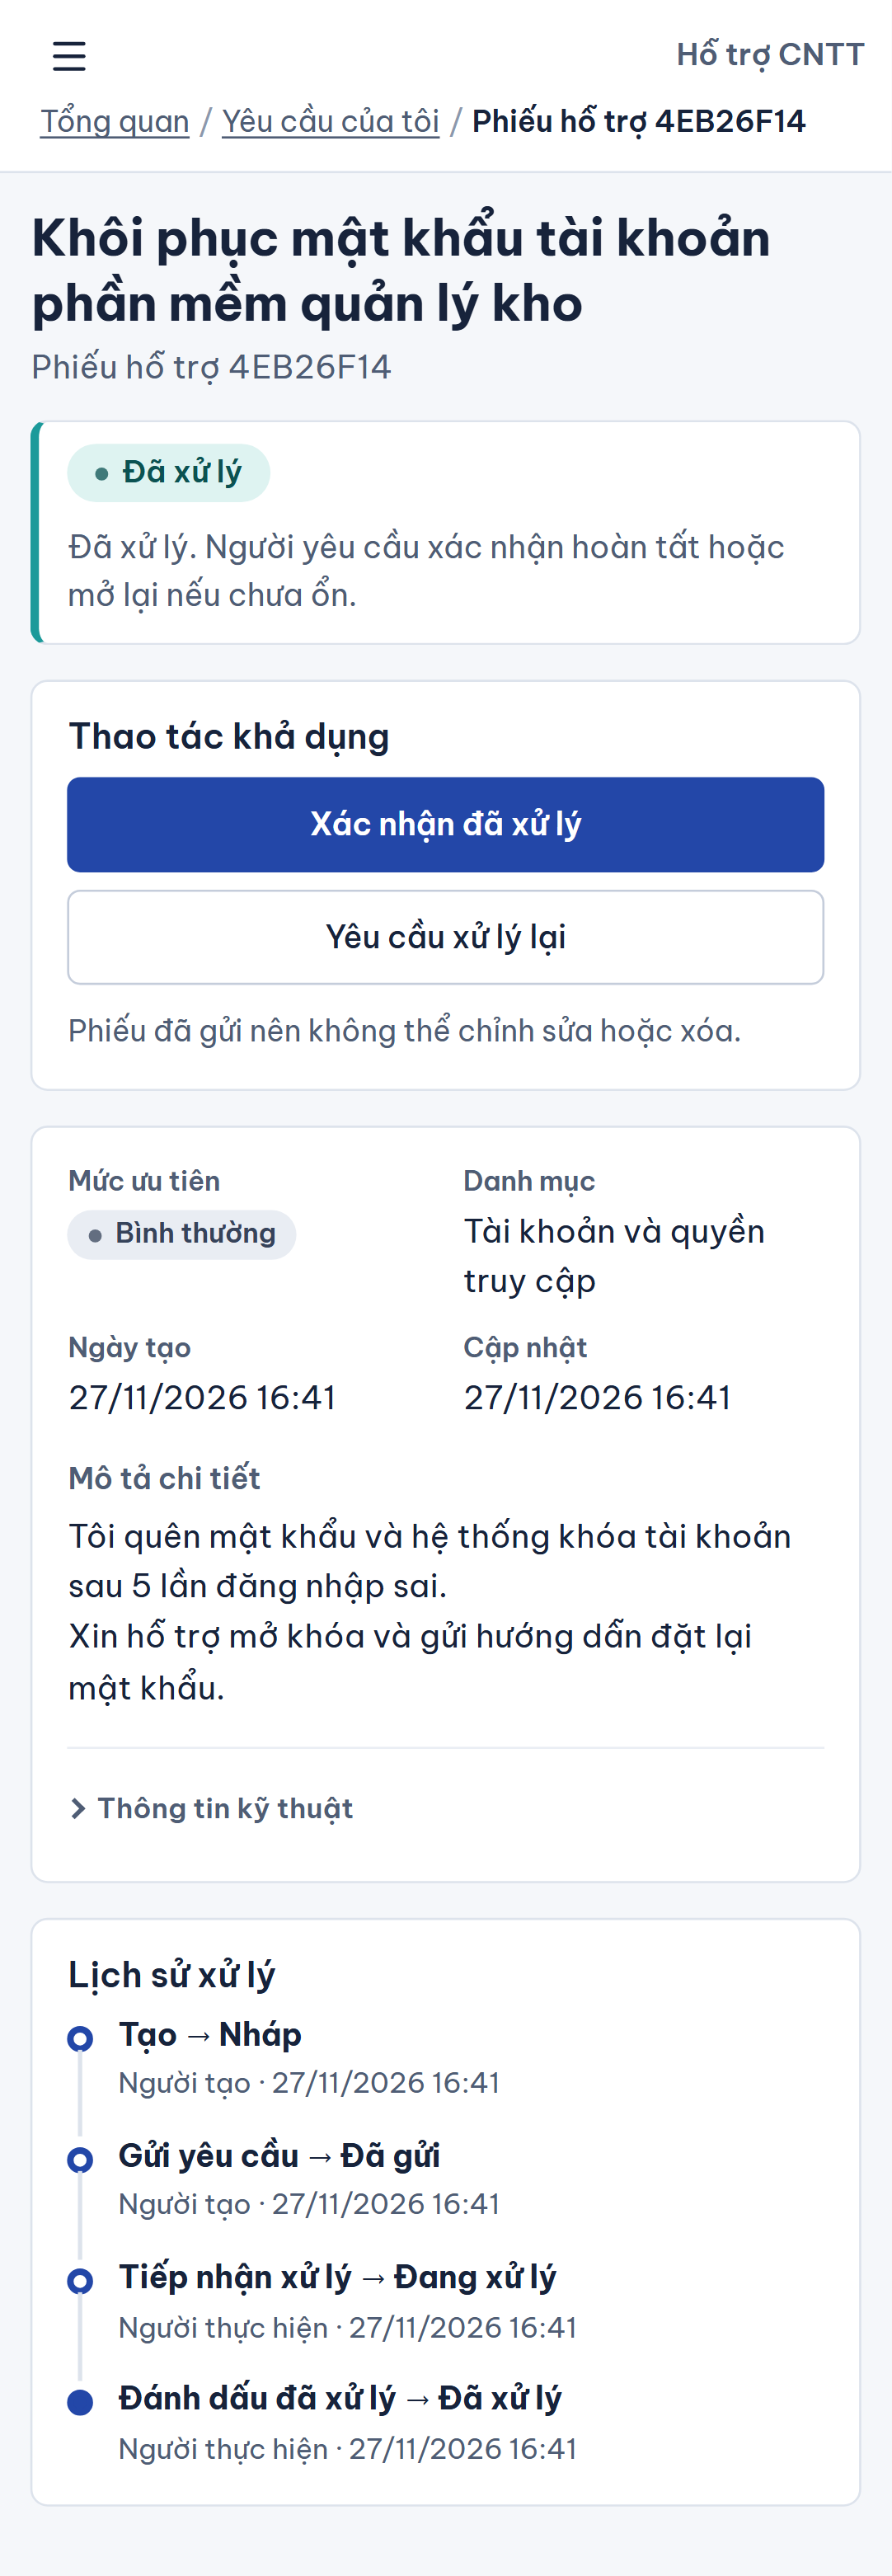 Hỗ trợ CNTT
Tổng quan / Yêu cầu của tôi / Phiếu hỗ trợ 4EB26F14
Khôi phục mật khẩu tài khoản
phần mềm quản lý kho
Phiếu hỗ trợ 4EB26F14
Đã xử lý
Đã xử lý. Người yêu cầu xác nhận hoàn tất hoặc
mở lại nếu chưa ổn.
Thao tác khả dụng
Xác nhận đã xử lý
Yêu cầu xử lý lại
Phiếu đã gửi nên không thể chỉnh sửa hoặc xóa.
Mức ưu tiên
Bình thường
Danh mục
Tài khoản và quyền
truy cập
Ngày tạo
27/11/2026 16:41
Cập nhật
27/11/2026 16:41
Mô tả chi tiết
Tôi quên mật khẩu và hệ thống khóa tài khoản
sau 5 lần đăng nhập sai.
Xin hỗ trợ mở khóa và gửi hướng dẫn đặt lại
mật khẩu.
Thông tin kỹ thuật
Lịch sử xử lý
Tạo → Nháp
Người tạo · 27/11/2026 16:41
Gửi yêu cầu → Đã gửi
Người tạo · 27/11/2026 16:41
Tiếp nhận xử lý → Đang xử lý
Người thực hiện · 27/11/2026 16:41
Đánh dấu đã xử lý → Đã xử lý
Người thực hiện · 27/11/2026 16:41